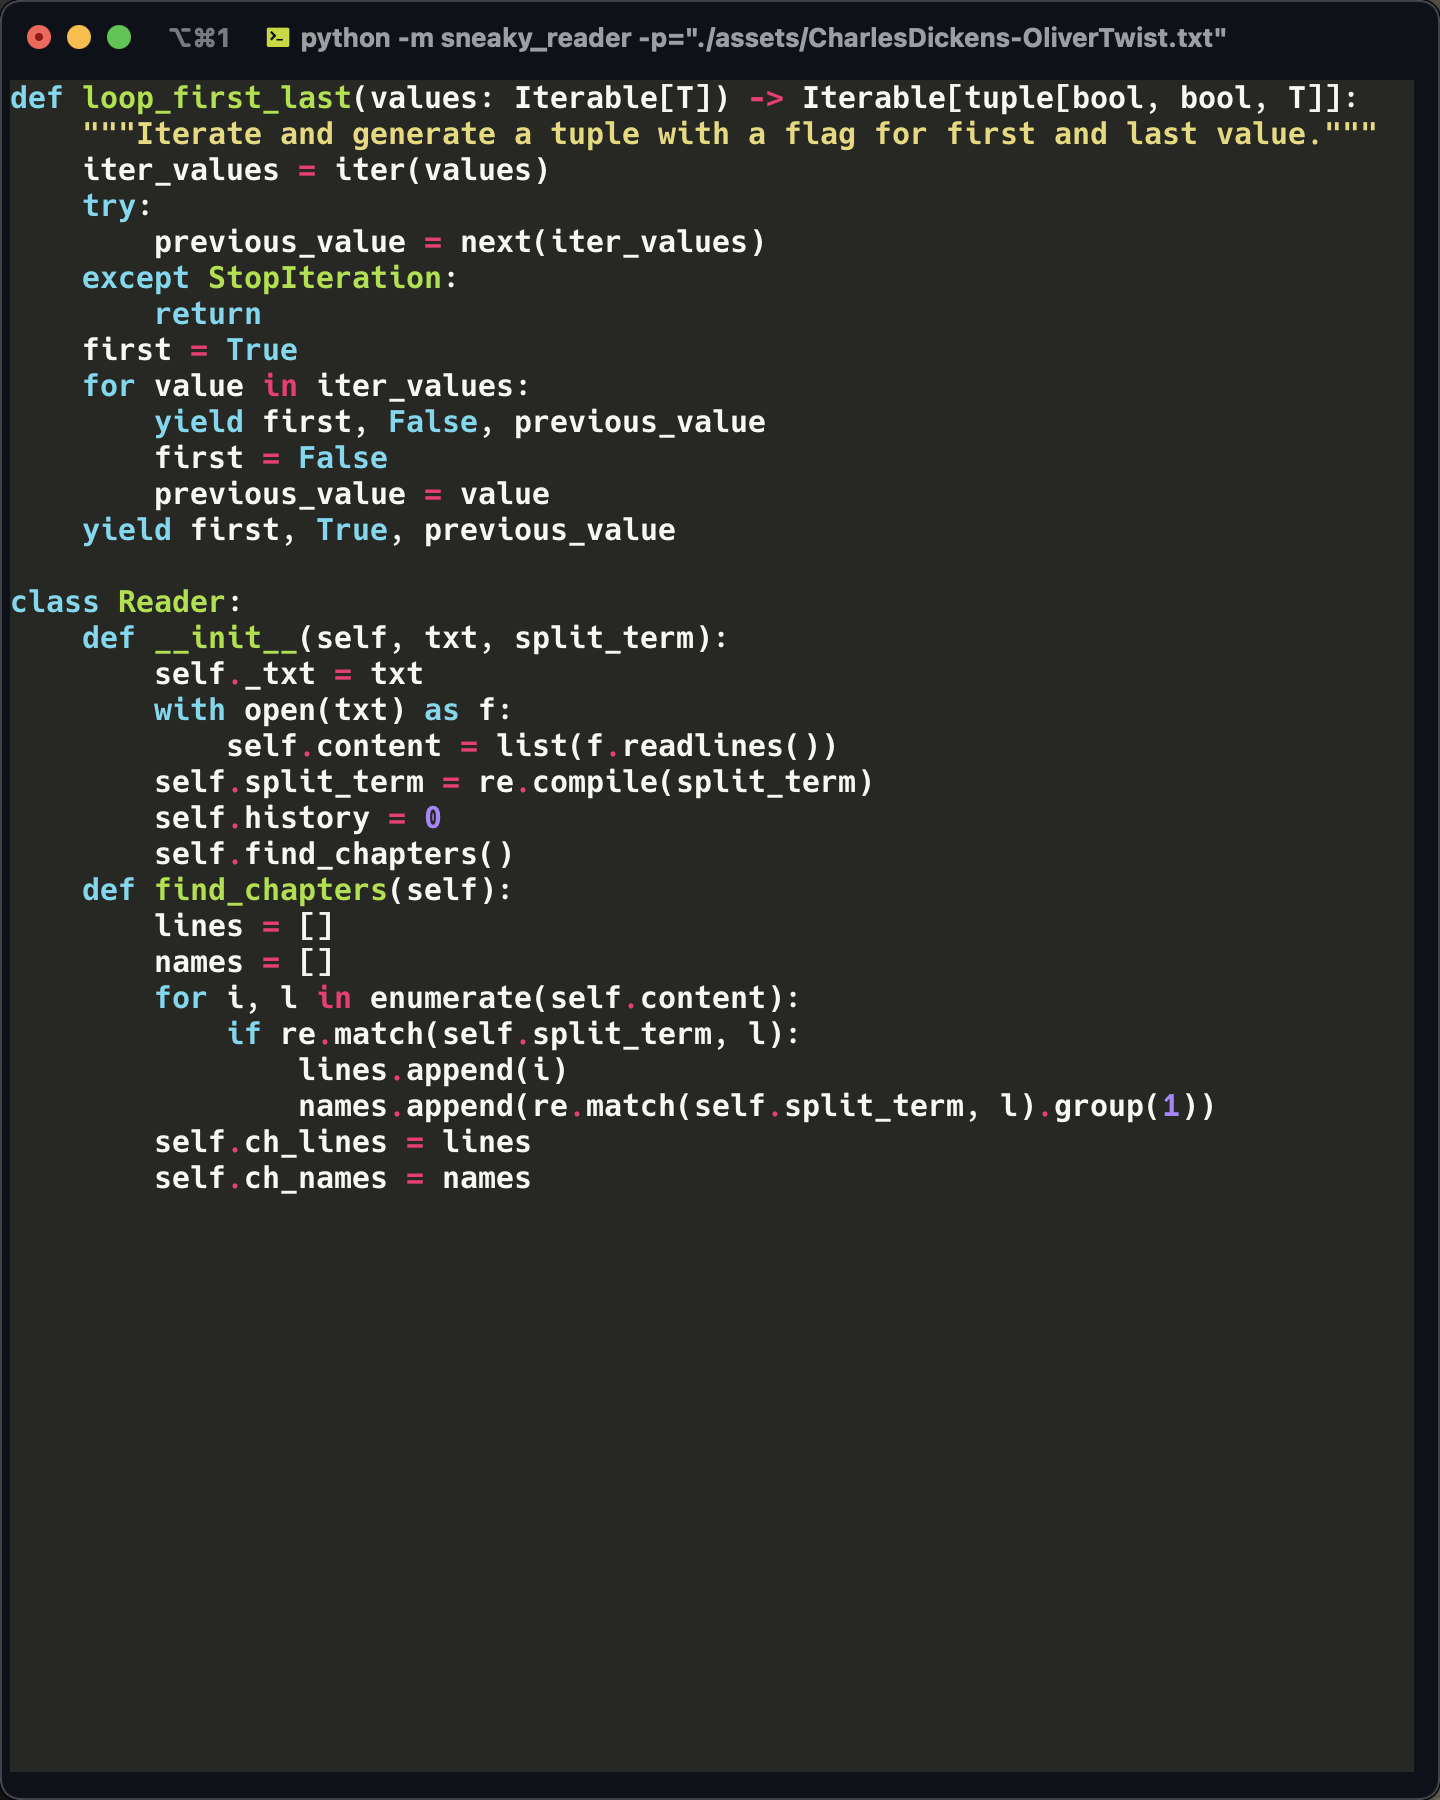 ⌥⌘1 python -m sneaky_reader -p="./assets/CharlesDickens-OliverTwist.txt"
def loop_first_last(values: Iterable[T]) -> Iterable[tuple[bool, bool, T]]:
    """Iterate and generate a tuple with a flag for first and last value."""
    iter_values = iter(values)
    try:
        previous_value = next(iter_values)
    except StopIteration:
        return
    first = True
    for value in iter_values:
        yield first, False, previous_value
        first = False
        previous_value = value
    yield first, True, previous_value

class Reader:
    def __init__(self, txt, split_term):
        self._txt = txt
        with open(txt) as f:
            self.content = list(f.readlines())
        self.split_term = re.compile(split_term)
        self.history = 0
        self.find_chapters()
    def find_chapters(self):
        lines = []
        names = []
        for i, l in enumerate(self.content):
            if re.match(self.split_term, l):
                lines.append(i)
                names.append(re.match(self.split_term, l).group(1))
        self.ch_lines = lines
        self.ch_names = names